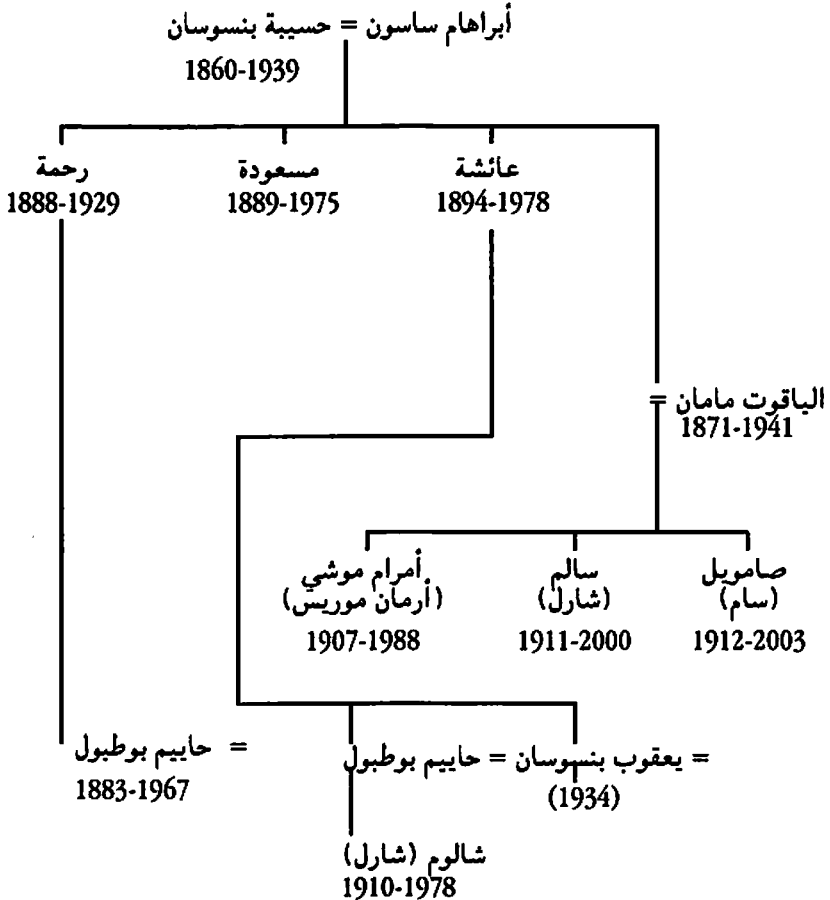 أبراهام ساسون = حسيبة بنسوسان
1860-1939
عائشة
1894-1978
مسعودة
1889-1975
رحمة
1888-1929
الياقوت مامان =
1871-1941
صامويل
(سام)
1912-2003
سالم
(شارل)
1911-2000
أمرام موشي
(أرمان موريس)
1907-1988
= يعقوب بنسوسان = حاييم بوطبول
(1934)
= حاييم بوطبول
1883-1967
شالوم (شارل)
1910-1978